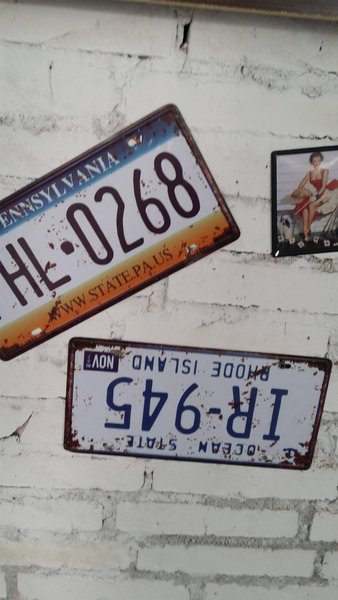 ENNSYLVANIA
HL·0268
WWW.STATE.PA.US
OCEAN STATE
IR-945
RHODE ISLAND NOV